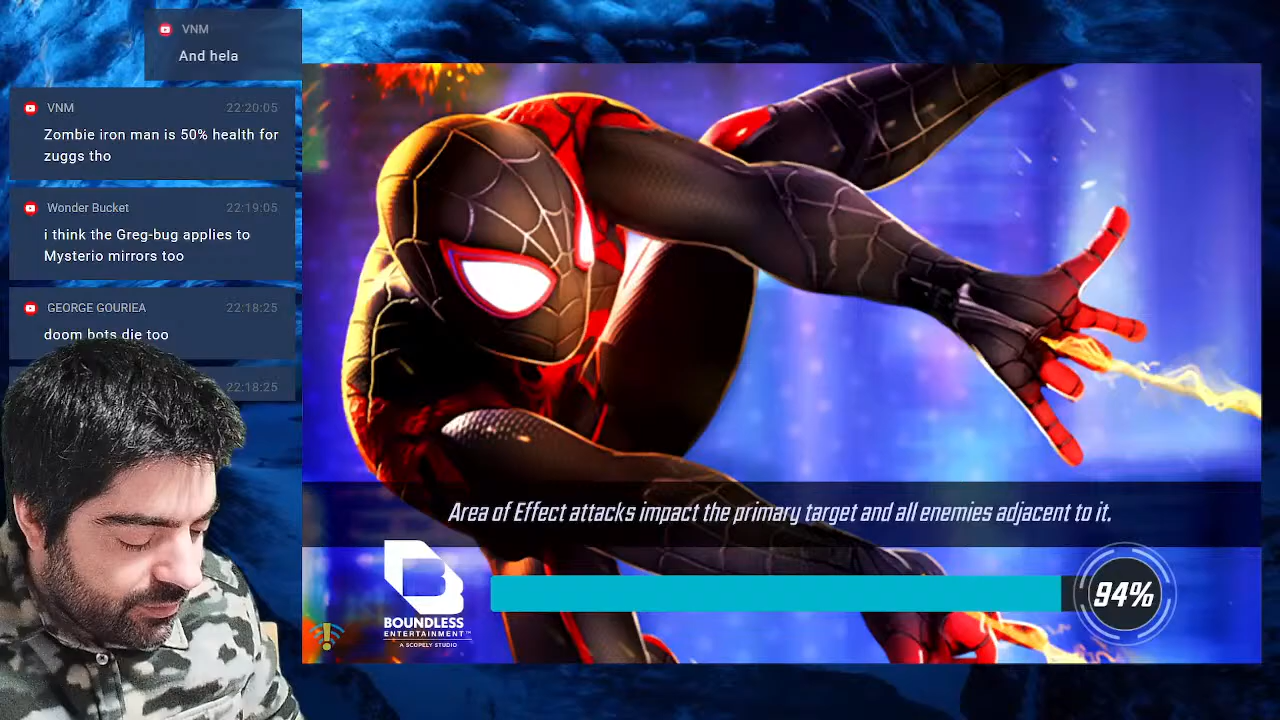 VNM
And hela
VNM 22:20:05
Zombie iron man is 50% health for
zuggs tho
Wonder Bucket 22:19:05
i think the Greg-bug applies to
Mysterio mirrors too
GEORGE GOURIEA 22:18:25
doom bots die too
22:18:25
Area of Effect attacks impact the primary target and all enemies adjacent to it.
BOUNDLESS
ENTERTAINMENT™
A SCOPELY STUDIO
94%